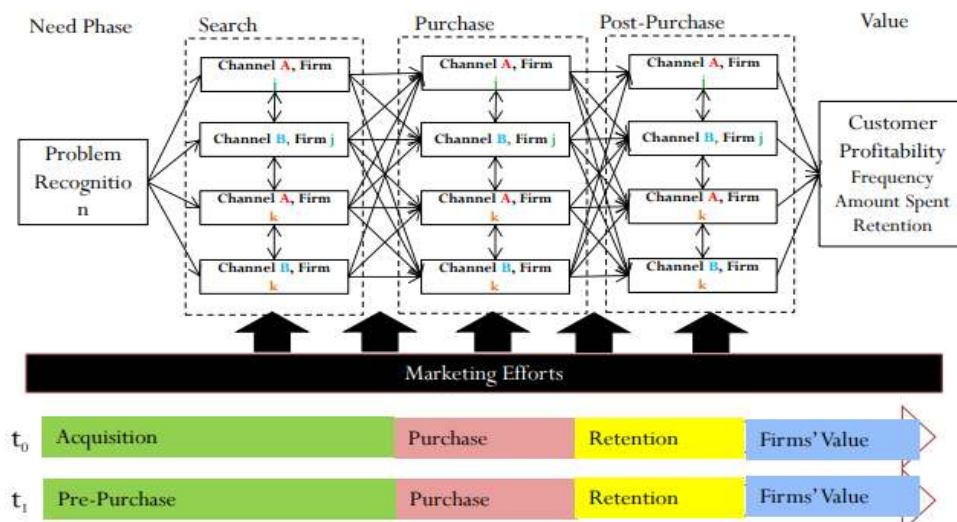 Need Phase
Search
Purchase
Post-Purchase
Value
Problem
Recognitio
n
Channel A, Firm
j
Channel B, Firm j
Channel A, Firm
k
Channel B, Firm
k
Channel A, Firm
j
Channel B, Firm j
Channel A, Firm
k
Channel B, Firm
k
Channel A, Firm
j
Channel B, Firm j
Channel A, Firm
k
Channel B, Firm
k
Customer
Profitability
Frequency
Amount Spent
Retention
Marketing Efforts
t0 Acquisition Purchase Retention Firms' Value
t1 Pre-Purchase Purchase Retention Firms' Value